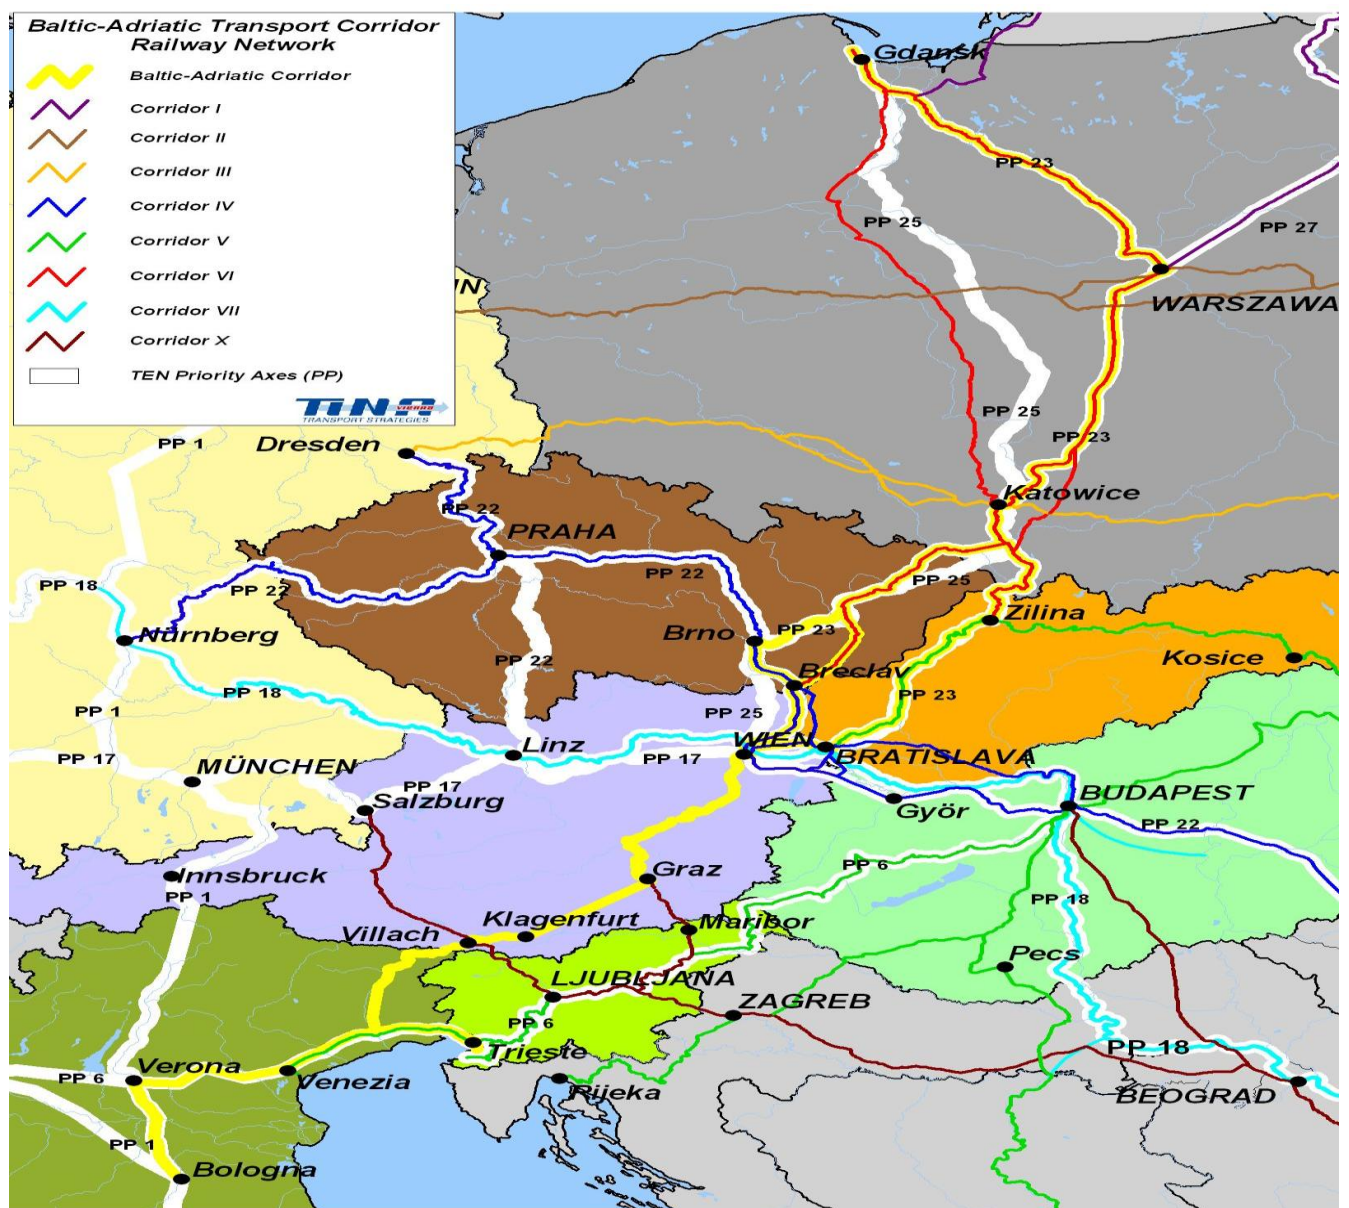 Baltic-Adriatic Transport Corridor
Railway Network
Baltic-Adriatic Corridor
Corridor I
Corridor II
Corridor III
Corridor IV
Corridor V
Corridor VI
Corridor VII
Corridor X
TEN Priority Axes (PP)
TINA
VIENNA
TRANSPORT STRATEGIES
Gdansk
PP 23
PP 25
PP 27
IN
WARSZAWA
PP 25
PP 23
PP 1
Dresden
Katowice
PP 22
PRAHA
PP 18
PP 22
PP 22
PP 25
Nürnberg
Brno
PP 23
Zilina
PP 22
Breclav
Kosice
PP 18
PP 23
PP 1
PP 25
Linz
WIEN
BRATISLAVA
PP 17
PP 17
MÜNCHEN
PP 17
Salzburg
BUDAPEST
Györ
PP 22
Innsbruck
PP 1
Graz
PP 6
PP 18
Klagenfurt
Maribor
Villach
Pecs
LJUBLJANA
ZAGREB
PP 6
PP 18
Trieste
Verona
PP 6
Venezia
Rijeka
BEOGRAD
PP 1
Bologna